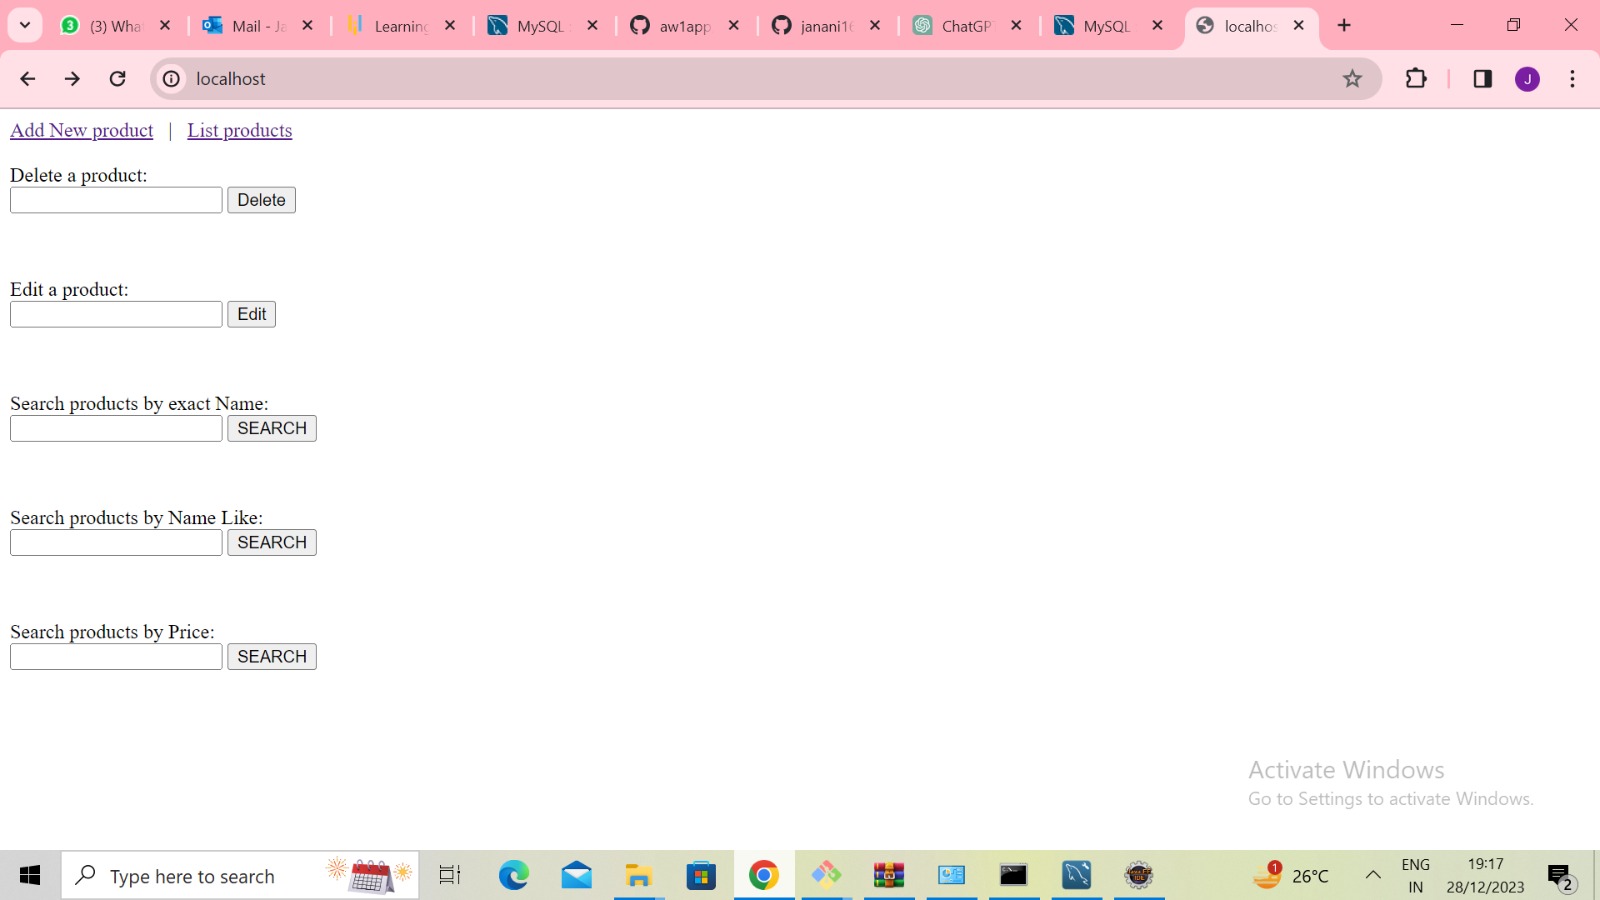 3 (3) Wha Mail - Ja Learning MySQL : aw1app janani16 ChatGP MySQL localhos
localhost J
Add New product | List products
Delete a product:
Delete
Edit a product:
Edit
Search products by exact Name:
SEARCH
Search products by Name Like:
SEARCH
Search products by Price:
SEARCH
Activate Windows
Go to Settings to activate Windows.
Type here to search
1 26°C
ENG
IN
19:17
28/12/2023
2